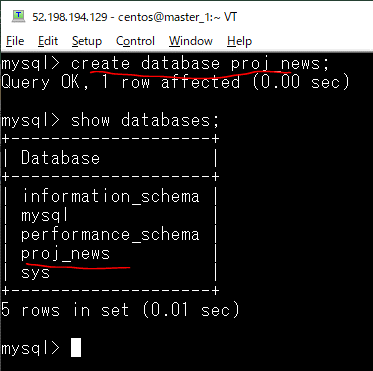 52.198.194.129 - centos@master_1:~ VT
File Edit Setup Control Window Help
mysql> create database proj_news;
Query OK, 1 row affected (0.00 sec)
mysql> show databases;
+--------------------+
| Database           |
+--------------------+
| information_schema |
| mysql              |
| performance_schema |
| proj_news          |
| sys                |
+--------------------+
5 rows in set (0.01 sec)
mysql>